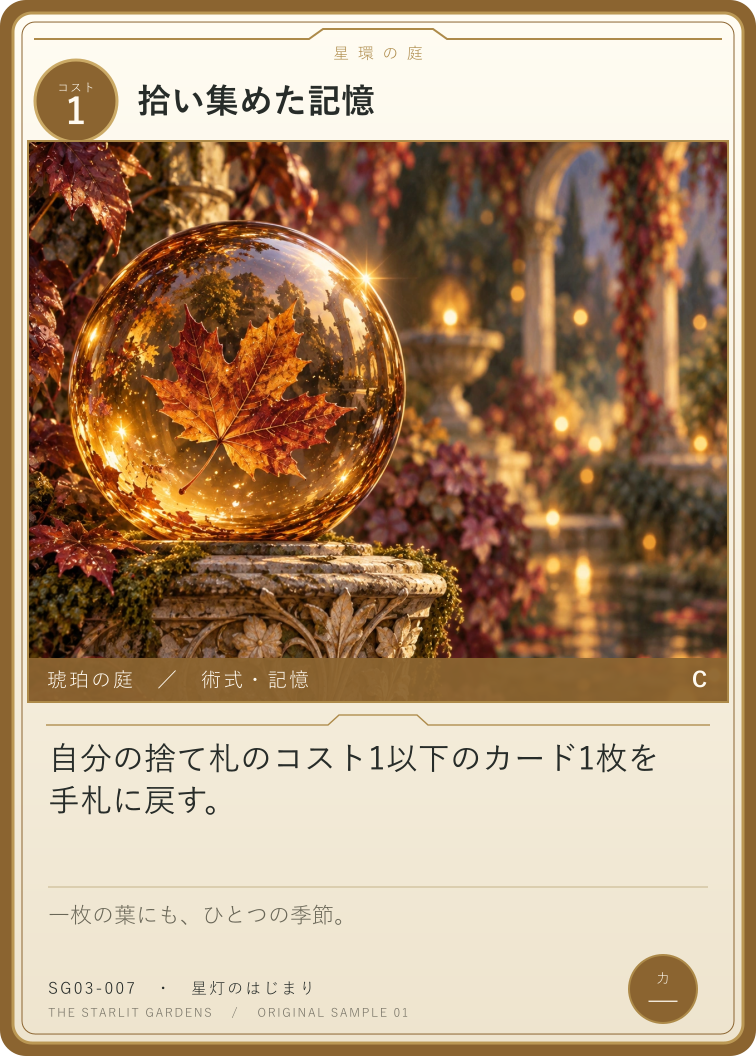 星環の庭
コスト
1
拾い集めた記憶
琥珀の庭 ／ 術式・記憶
C
自分の捨て札のコスト1以下のカード1枚を
手札に戻す。
一枚の葉にも、ひとつの季節。
SG03-007 ・ 星灯のはじまり
THE STARLIT GARDENS / ORIGINAL SAMPLE 01
力
—